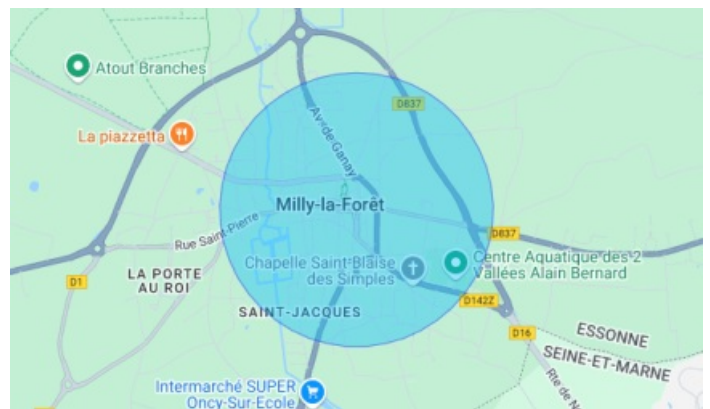 Atout Branches
La piazzetta
Av. de Ganay
D837
Milly-la-Forêt
Rue Saint-Pierre
D837
Chapelle Saint-Blaise
des Simples
Centre Aquatique des 2
Vallées Alain Bernard
LA PORTE
AU ROI
D1
D142Z
SAINT-JACQUES
D16
ESSONNE
SEINE-ET-MARNE
Rte de N
Intermarché SUPER
Oncy-Sur-Ecole